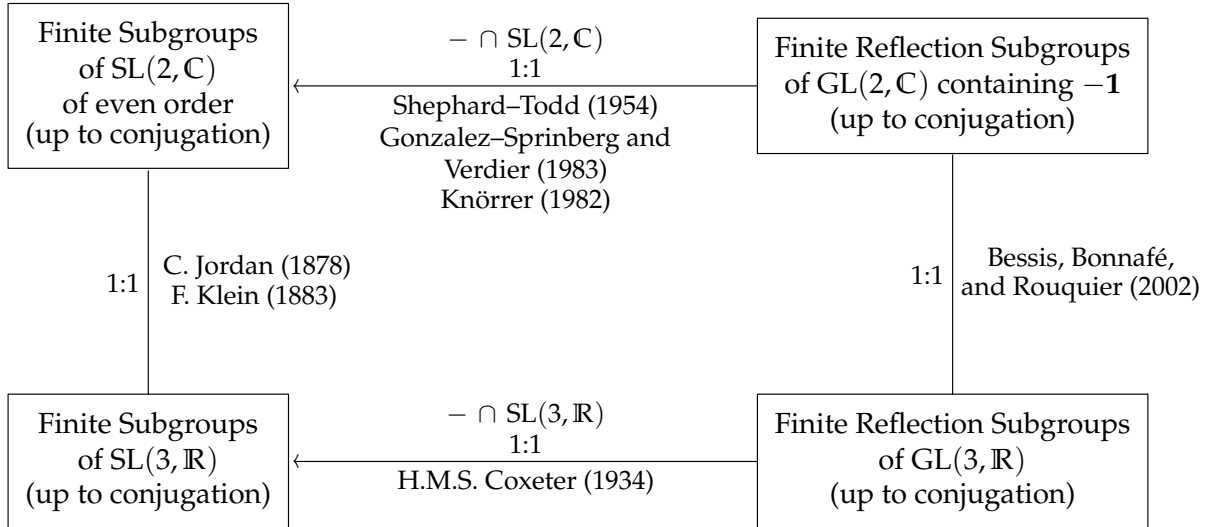 Finite Subgroups
of SL(2, ℂ)
of even order
(up to conjugation)
− ∩ SL(2, ℂ)
1:1
Shephard–Todd (1954)
Gonzalez–Sprinberg and
Verdier (1983)
Knörrer (1982)
Finite Reflection Subgroups
of GL(2, ℂ) containing −1
(up to conjugation)
1:1
C. Jordan (1878)
F. Klein (1883)
1:1
Bessis, Bonnafé,
and Rouquier (2002)
Finite Subgroups
of SL(3, ℝ)
(up to conjugation)
− ∩ SL(3, ℝ)
1:1
H.M.S. Coxeter (1934)
Finite Reflection Subgroups
of GL(3, ℝ)
(up to conjugation)